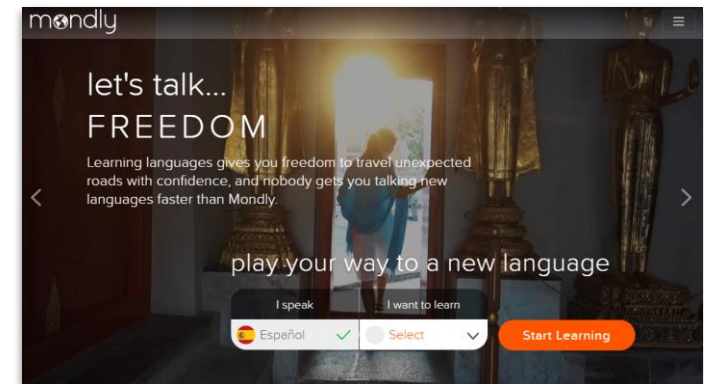 mondly
let's talk...
FREEDOM
Learning languages gives you freedom to travel unexpected
roads with confidence, and nobody gets you talking new
languages faster than Mondly.
play your way to a new language
I speak
I want to learn
Español
Select
Start Learning